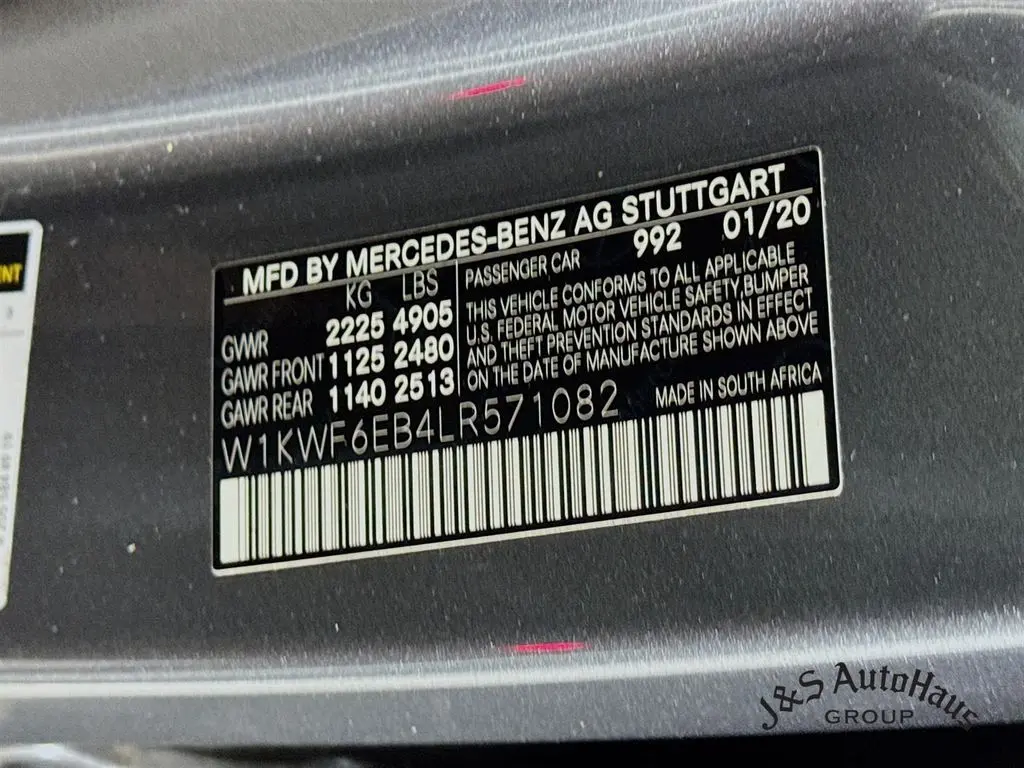 MFD BY MERCEDES-BENZ AG STUTTGART
KG LBS
GVWR 2225 4905
GAWR FRONT 1125 2480
GAWR REAR 1140 2513
PASSENGER CAR 992 01/20
THIS VEHICLE CONFORMS TO ALL APPLICABLE
U.S. FEDERAL MOTOR VEHICLE SAFETY,BUMPER
AND THEFT PREVENTION STANDARDS IN EFFECT
ON THE DATE OF MANUFACTURE SHOWN ABOVE
W1KWF6EB4LR571082
MADE IN SOUTH AFRICA
J&S AutoHaus
GROUP